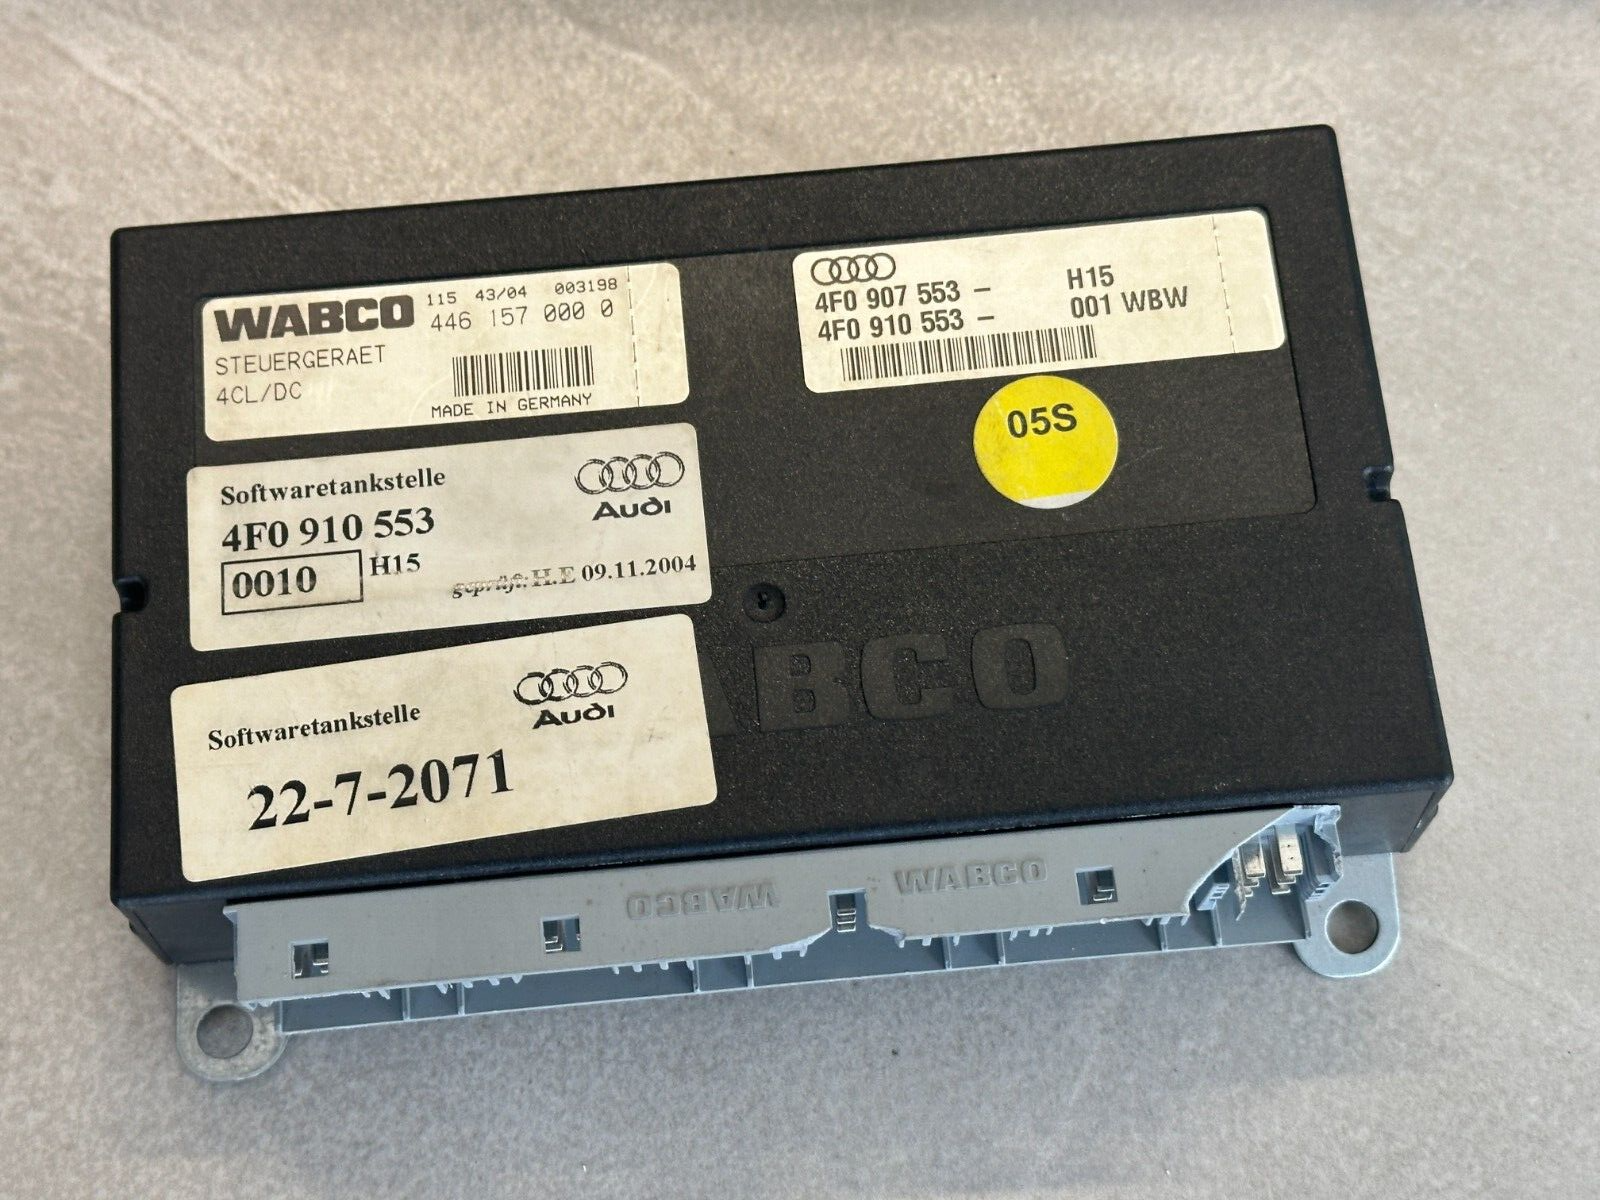 WABCO 115 43/04 003198
446 157 000 0
STEUERGERAET
4CL/DC
MADE IN GERMANY
4F0 907 553 - H15
4F0 910 553 - 001 WBW
05S
Softwaretankstelle
Audi
4F0 910 553
0010 H15
geprüft: H.E 09.11.2004
Softwaretankstelle
Audi
22-7-2071
WABCO
WABCO
WABCO